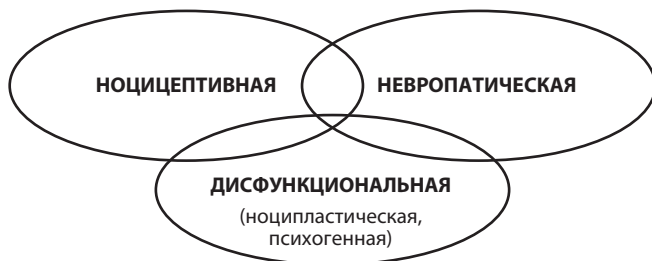 НОЦИЦЕПТИВНАЯ
НЕВРОПАТИЧЕСКАЯ
ДИСФУНКЦИОНАЛЬНАЯ
(ноципластическая,
психогенная)